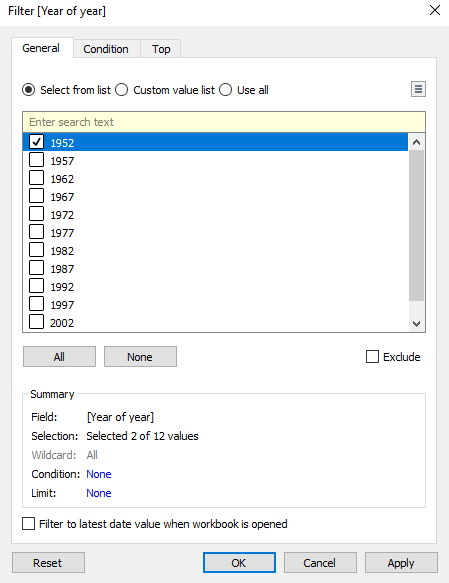 Filter [Year of year]
General Condition Top
Select from list Custom value list Use all
Enter search text
1952
1957
1962
1967
1972
1977
1982
1987
1992
1997
2002
All None Exclude
Summary
Field: [Year of year]
Selection: Selected 2 of 12 values
Wildcard: All
Condition: None
Limit: None
Filter to latest date value when workbook is opened
Reset OK Cancel Apply